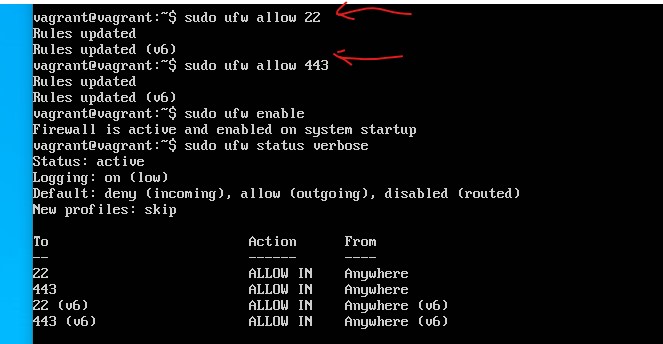 vagrant@vagrant:~$ sudo ufw allow 22
Rules updated
Rules updated (v6)
vagrant@vagrant:~$ sudo ufw allow 443
Rules updated
Rules updated (v6)
vagrant@vagrant:~$ sudo ufw enable
Firewall is active and enabled on system startup
vagrant@vagrant:~$ sudo ufw status verbose
Status: active
Logging: on (low)
Default: deny (incoming), allow (outgoing), disabled (routed)
New profiles: skip
To Action From
-- ------ ----
22 ALLOW IN Anywhere
443 ALLOW IN Anywhere
22 (v6) ALLOW IN Anywhere (v6)
443 (v6) ALLOW IN Anywhere (v6)